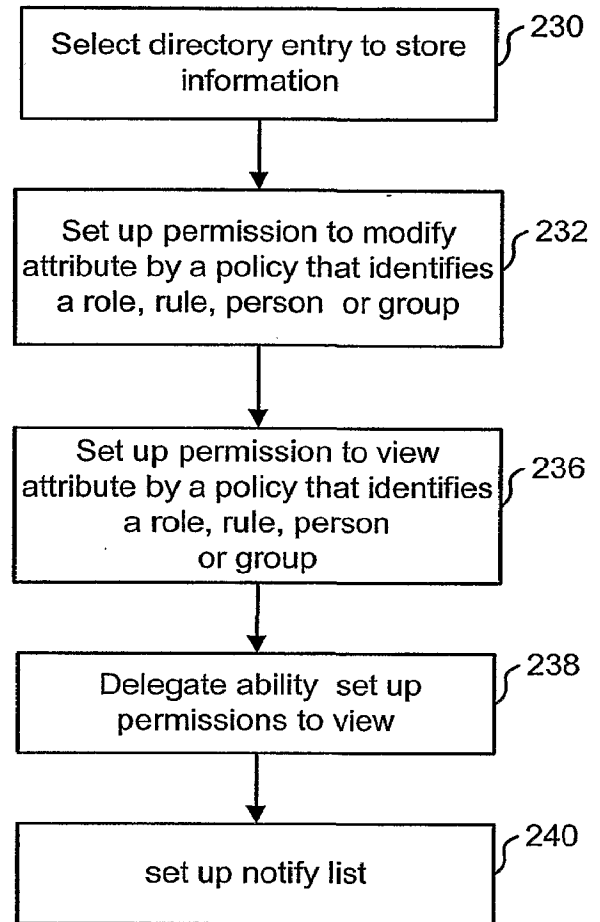 Select directory entry to store
information
230
Set up permission to modify
attribute by a policy that identifies
a role, rule, person or group
232
Set up permission to view
attribute by a policy that identifies
a role, rule, person
or group
236
Delegate ability set up
permissions to view
238
set up notify list
240